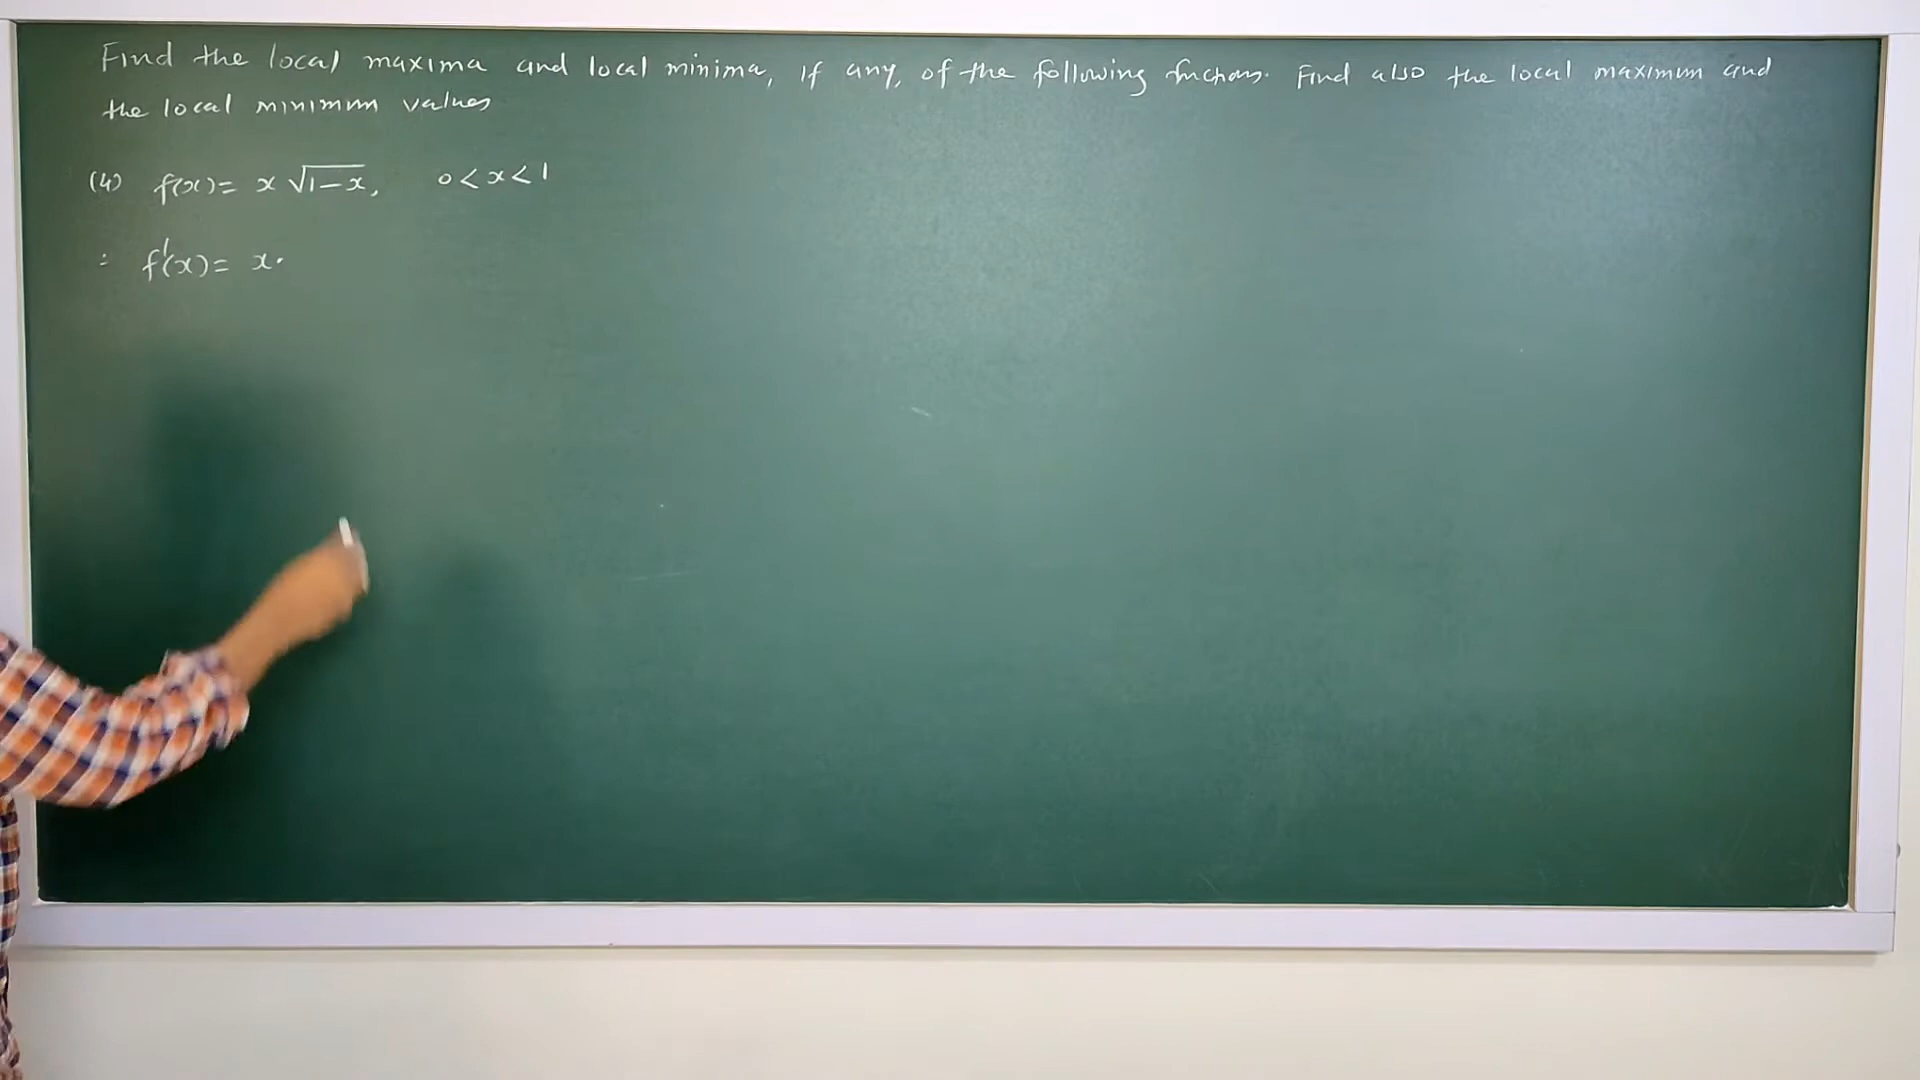 Find the local maxima and local minima, if any, of the following functions. Find also the local maximum and
the local minimum values
(4) f(x) = x √(1-x), 0 < x < 1
∴ f'(x) = x·